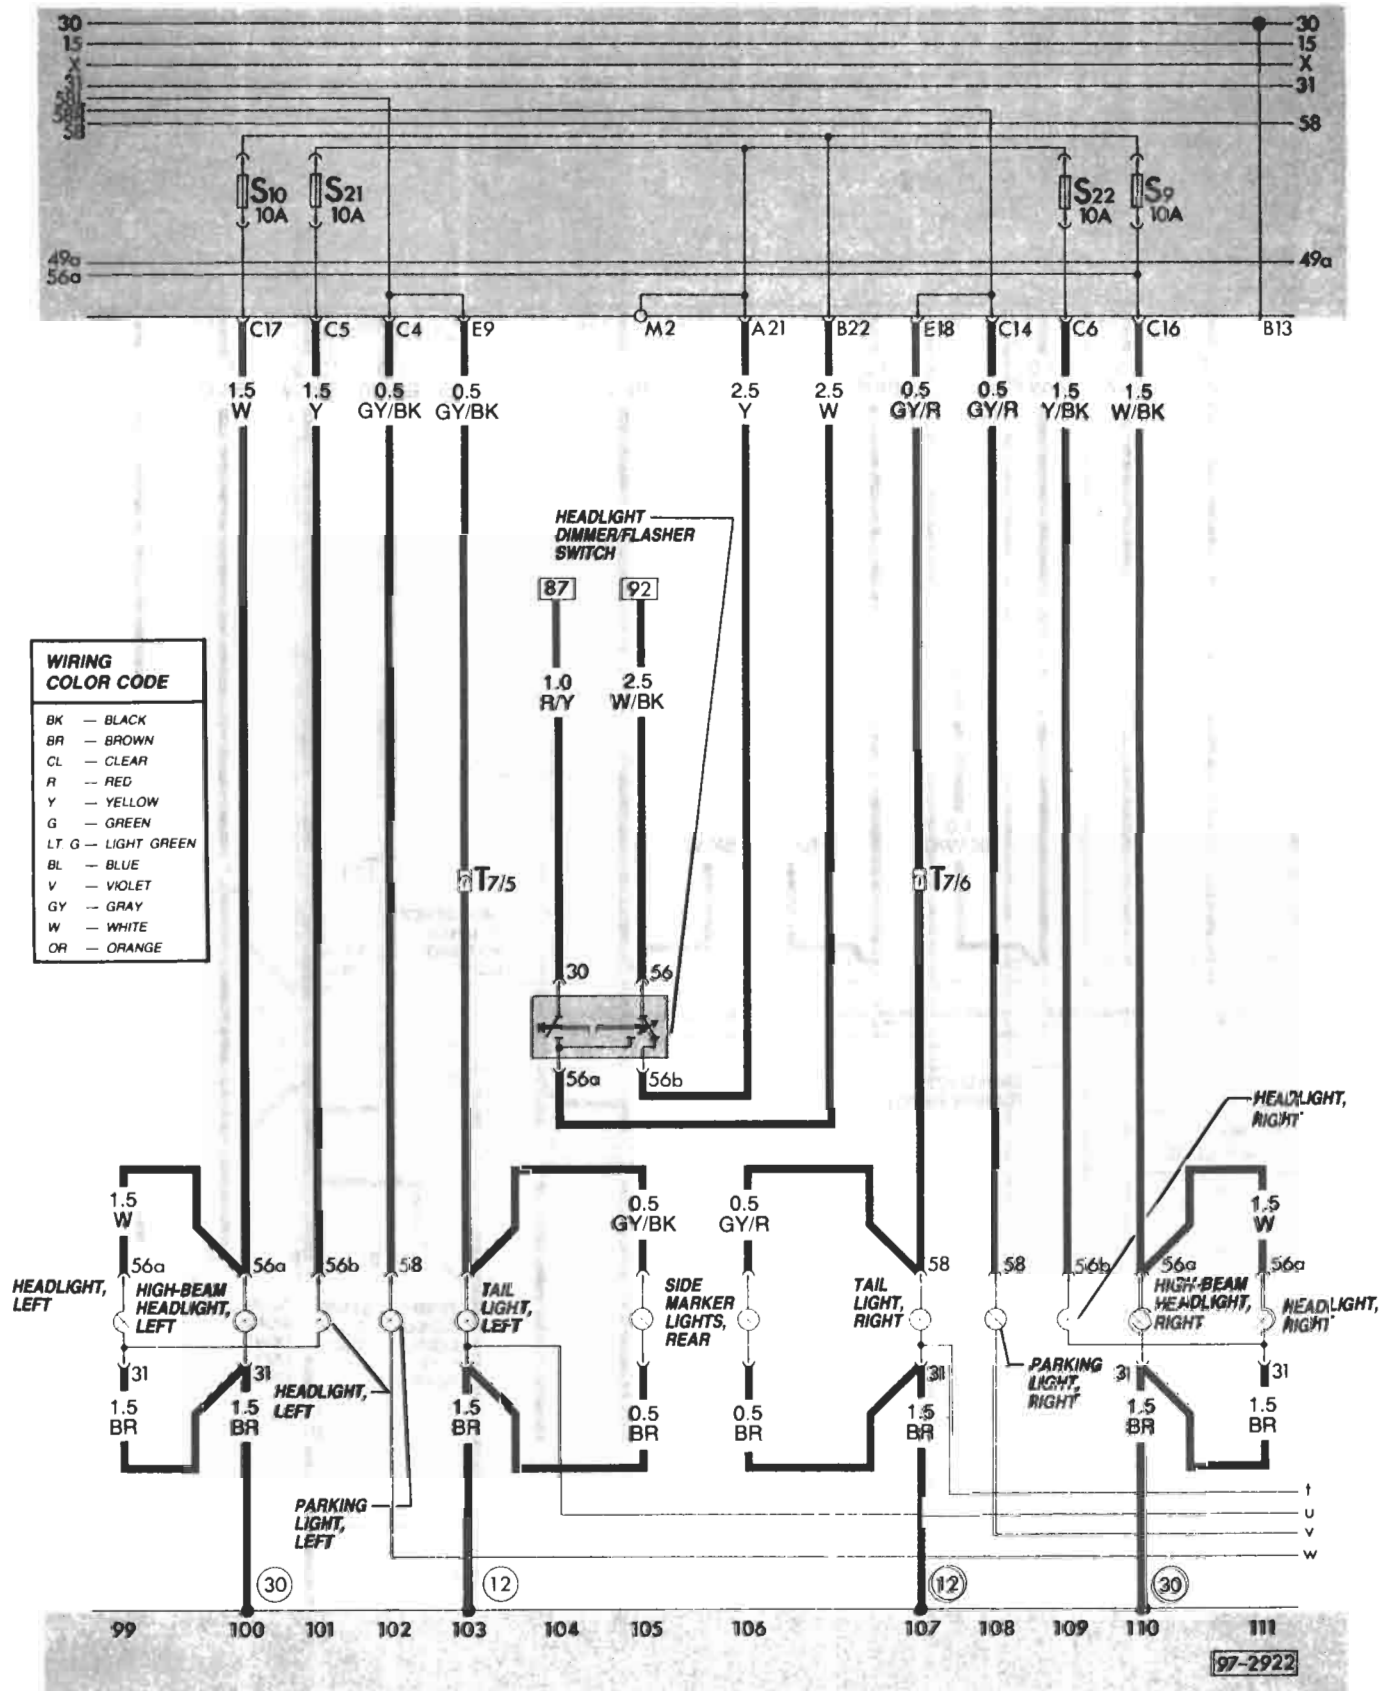 30
30
15
15
X
X
31
58
58
58
S10
10A
S21
10A
S22
10A
S9
10A
49a
49a
56a
C17
C5
C4
E9
M2
A21
B22
E18
C14
C6
C16
B13
1.5
W
1.5
Y
0.5
GY/BK
0.5
GY/BK
2.5
Y
2.5
W
0.5
GY/R
0.5
GY/R
1.5
Y/BK
1.5
W/BK
HEADLIGHT
DIMMER/FLASHER
SWITCH
87
92
1.0
R/Y
2.5
W/BK
WIRING
COLOR CODE
BK — BLACK
BR — BROWN
CL — CLEAR
R — RED
Y — YELLOW
G — GREEN
LT G — LIGHT GREEN
BL — BLUE
V — VIOLET
GY — GRAY
W — WHITE
OR — ORANGE
T7/5
T7/6
30
56
56a
56b
HEADLIGHT,
RIGHT
1.5
W
0.5
GY/BK
0.5
GY/R
1.5
W
56a
56a
56b
58
58
58
56b
56a
56a
HEADLIGHT,
LEFT
HIGH-BEAM
HEADLIGHT,
LEFT
TAIL
LIGHT,
LEFT
SIDE
MARKER
LIGHTS,
REAR
TAIL
LIGHT,
RIGHT
HIGH-BEAM
HEADLIGHT,
RIGHT
HEADLIGHT,
RIGHT
31
31
31
31
31
HEADLIGHT,
LEFT
PARKING
LIGHT,
RIGHT
1.5
BR
1.5
BR
1.5
BR
0.5
BR
0.5
BR
1.5
BR
1.5
BR
1.5
BR
PARKING
LIGHT,
LEFT
t
u
v
w
30
12
12
30
99
100
101
102
103
104
105
106
107
108
109
110
111
97-2922